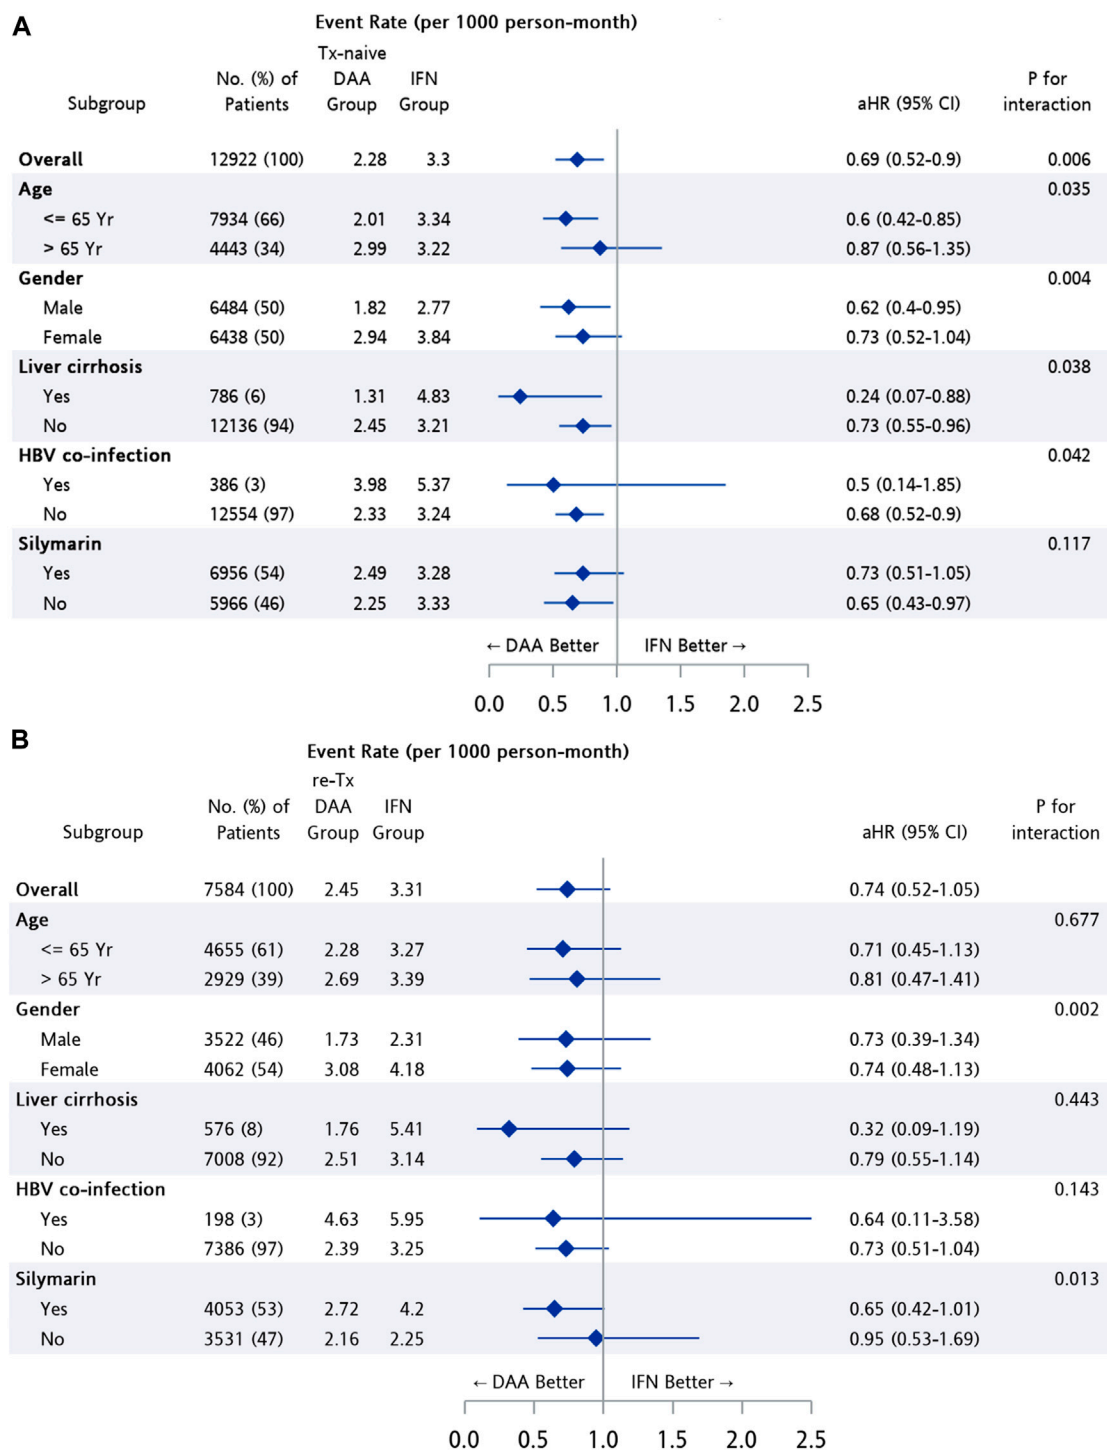 A
Event Rate (per 1000 person-month)
Tx-naive
No. (%) of DAA IFN P for
Subgroup Patients Group Group aHR (95% CI) interaction
Overall 12922 (100) 2.28 3.3 0.69 (0.52-0.9) 0.006
Age 0.035
<= 65 Yr 7934 (66) 2.01 3.34 0.6 (0.42-0.85)
> 65 Yr 4443 (34) 2.99 3.22 0.87 (0.56-1.35)
Gender 0.004
Male 6484 (50) 1.82 2.77 0.62 (0.4-0.95)
Female 6438 (50) 2.94 3.84 0.73 (0.52-1.04)
Liver cirrhosis 0.038
Yes 786 (6) 1.31 4.83 0.24 (0.07-0.88)
No 12136 (94) 2.45 3.21 0.73 (0.55-0.96)
HBV co-infection 0.042
Yes 386 (3) 3.98 5.37 0.5 (0.14-1.85)
No 12554 (97) 2.33 3.24 0.68 (0.52-0.9)
Silymarin 0.117
Yes 6956 (54) 2.49 3.28 0.73 (0.51-1.05)
No 5966 (46) 2.25 3.33 0.65 (0.43-0.97)
← DAA Better IFN Better →
0.0 0.5 1.0 1.5 2.0 2.5
B
Event Rate (per 1000 person-month)
re-Tx
No. (%) of DAA IFN P for
Subgroup Patients Group Group aHR (95% CI) interaction
Overall 7584 (100) 2.45 3.31 0.74 (0.52-1.05)
Age 0.677
<= 65 Yr 4655 (61) 2.28 3.27 0.71 (0.45-1.13)
> 65 Yr 2929 (39) 2.69 3.39 0.81 (0.47-1.41)
Gender 0.002
Male 3522 (46) 1.73 2.31 0.73 (0.39-1.34)
Female 4062 (54) 3.08 4.18 0.74 (0.48-1.13)
Liver cirrhosis 0.443
Yes 576 (8) 1.76 5.41 0.32 (0.09-1.19)
No 7008 (92) 2.51 3.14 0.79 (0.55-1.14)
HBV co-infection 0.143
Yes 198 (3) 4.63 5.95 0.64 (0.11-3.58)
No 7386 (97) 2.39 3.25 0.73 (0.51-1.04)
Silymarin 0.013
Yes 4053 (53) 2.72 4.2 0.65 (0.42-1.01)
No 3531 (47) 2.16 2.25 0.95 (0.53-1.69)
← DAA Better IFN Better →
0.0 0.5 1.0 1.5 2.0 2.5